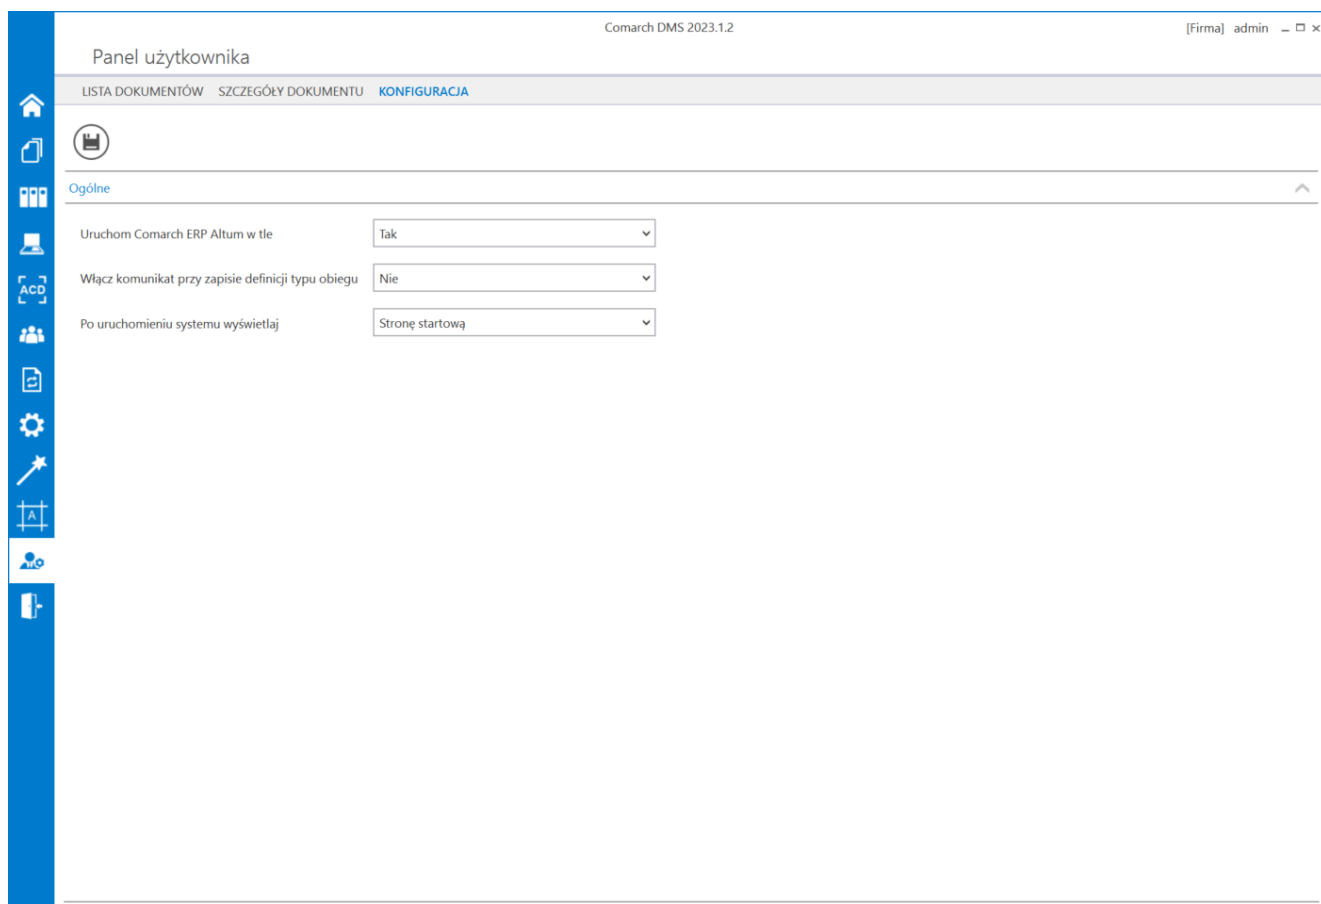 Comarch DMS 2023.1.2
[Firma] admin
Panel użytkownika
LISTA DOKUMENTÓW SZCZEGÓŁY DOKUMENTU KONFIGURACJA
Ogólne
Uruchom Comarch ERP Altum w tle Tak
Włącz komunikat przy zapisie definicji typu obiegu Nie
Po uruchomieniu systemu wyświetlaj Stronę startową
ACD
A